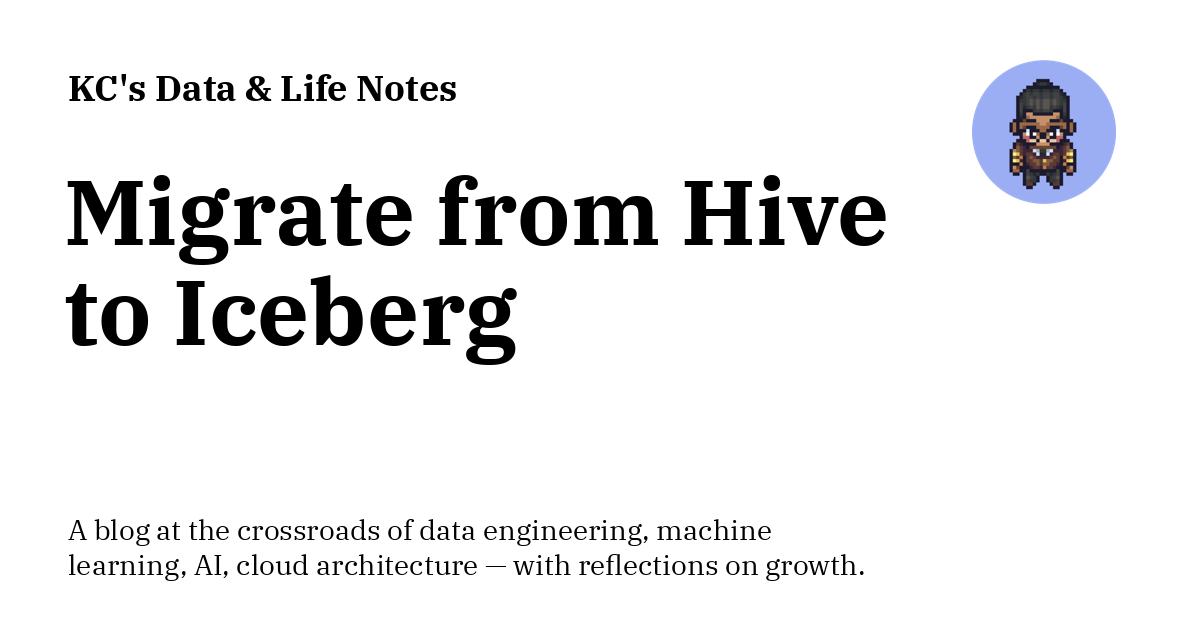 KC's Data & Life Notes
Migrate from Hive
to Iceberg
A blog at the crossroads of data engineering, machine
learning, AI, cloud architecture — with reflections on growth.